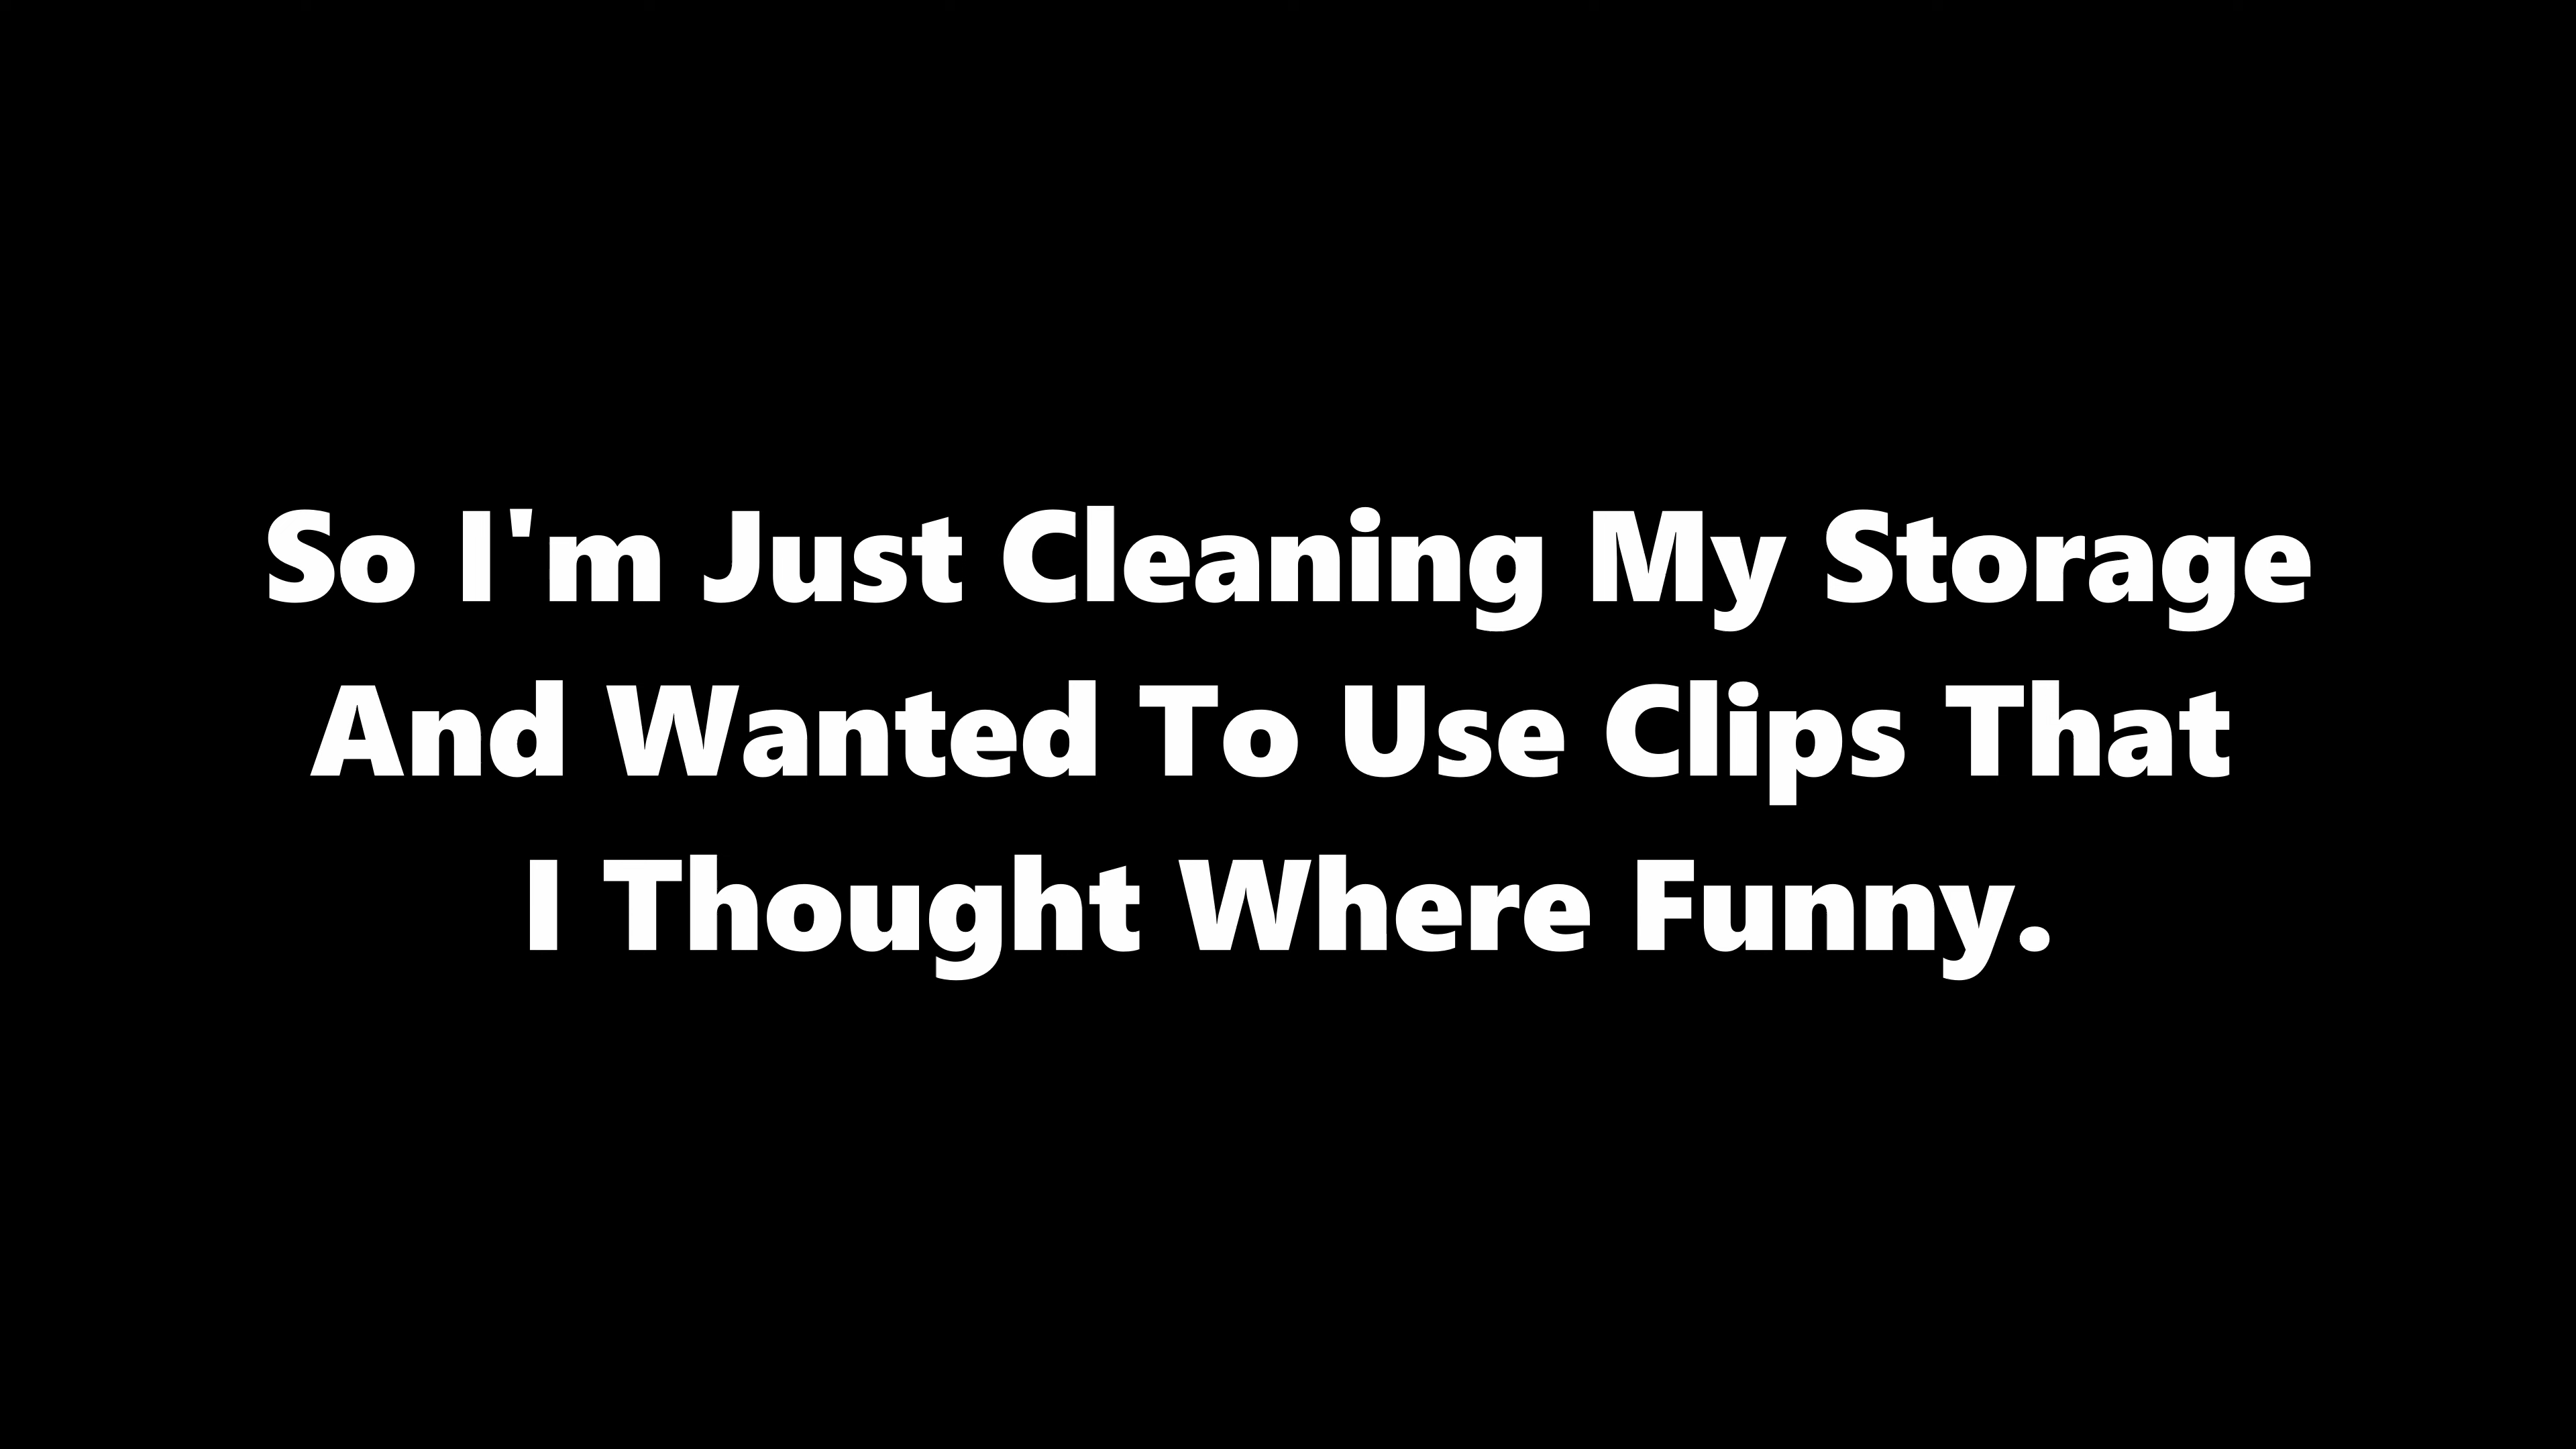 So I'm Just Cleaning My Storage
And Wanted To Use Clips That
I Thought Where Funny.